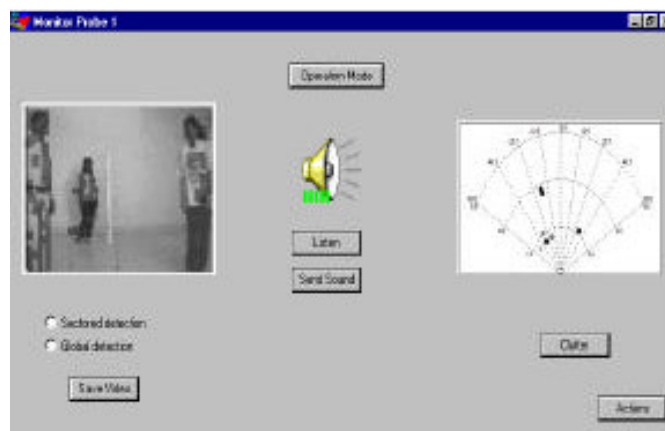 Monitor Probe 1
Operation Mode
Listen
Send Sound
Sectored detection
Global detection
Save Video
Clutter
Actions